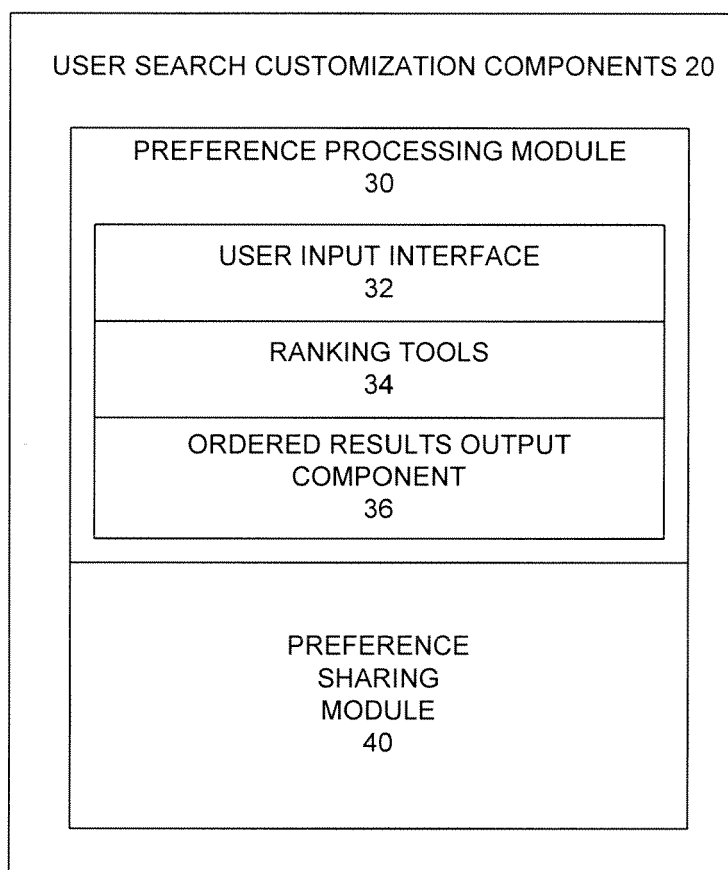 USER SEARCH CUSTOMIZATION COMPONENTS 20
PREFERENCE PROCESSING MODULE
30
USER INPUT INTERFACE
32
RANKING TOOLS
34
ORDERED RESULTS OUTPUT
COMPONENT
36
PREFERENCE
SHARING
MODULE
40